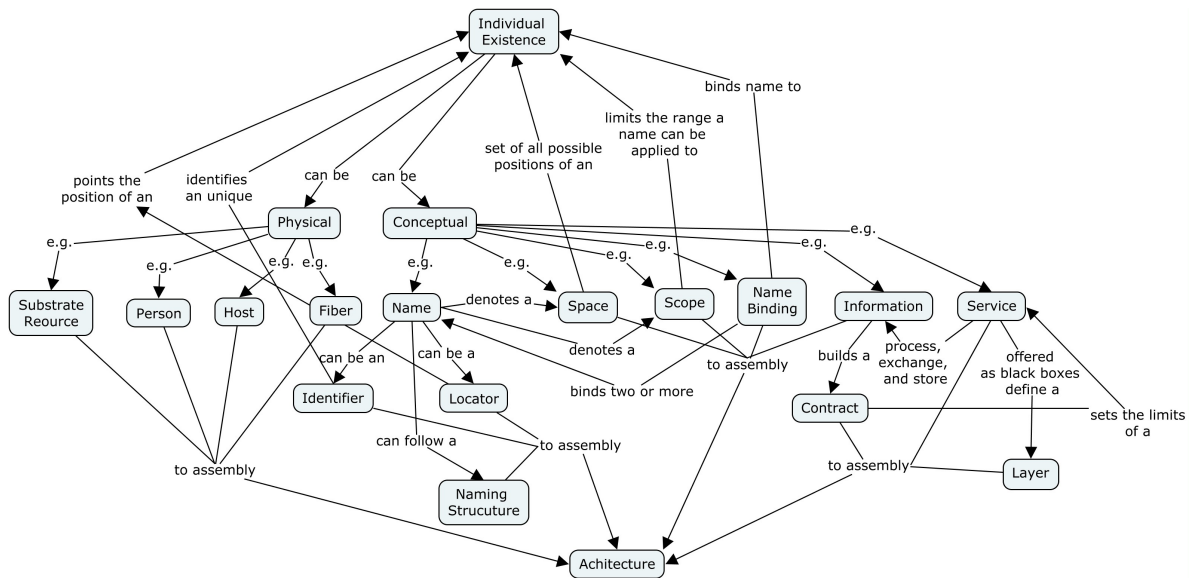 Individual
Existence
binds name to
limits the range a
name can be
applied to
set of all possible
positions of an
points the
position of an
identifies
an unique
can be
can be
Physical
Conceptual
e.g.
e.g.
e.g.
e.g.
e.g.
e.g.
e.g.
e.g.
e.g.
e.g.
Substrate
Reource
Person
Host
Fiber
Name
denotes a
Space
Scope
Name
Binding
Information
Service
can be an
can be a
denotes a
to assembly
builds a
process,
exchange,
and store
offered
as black boxes
define a
binds two or more
Identifier
Locator
Contract
sets the limits
of a
can follow a
to assembly
to assembly
to assembly
Layer
Naming
Strucuture
Achitecture